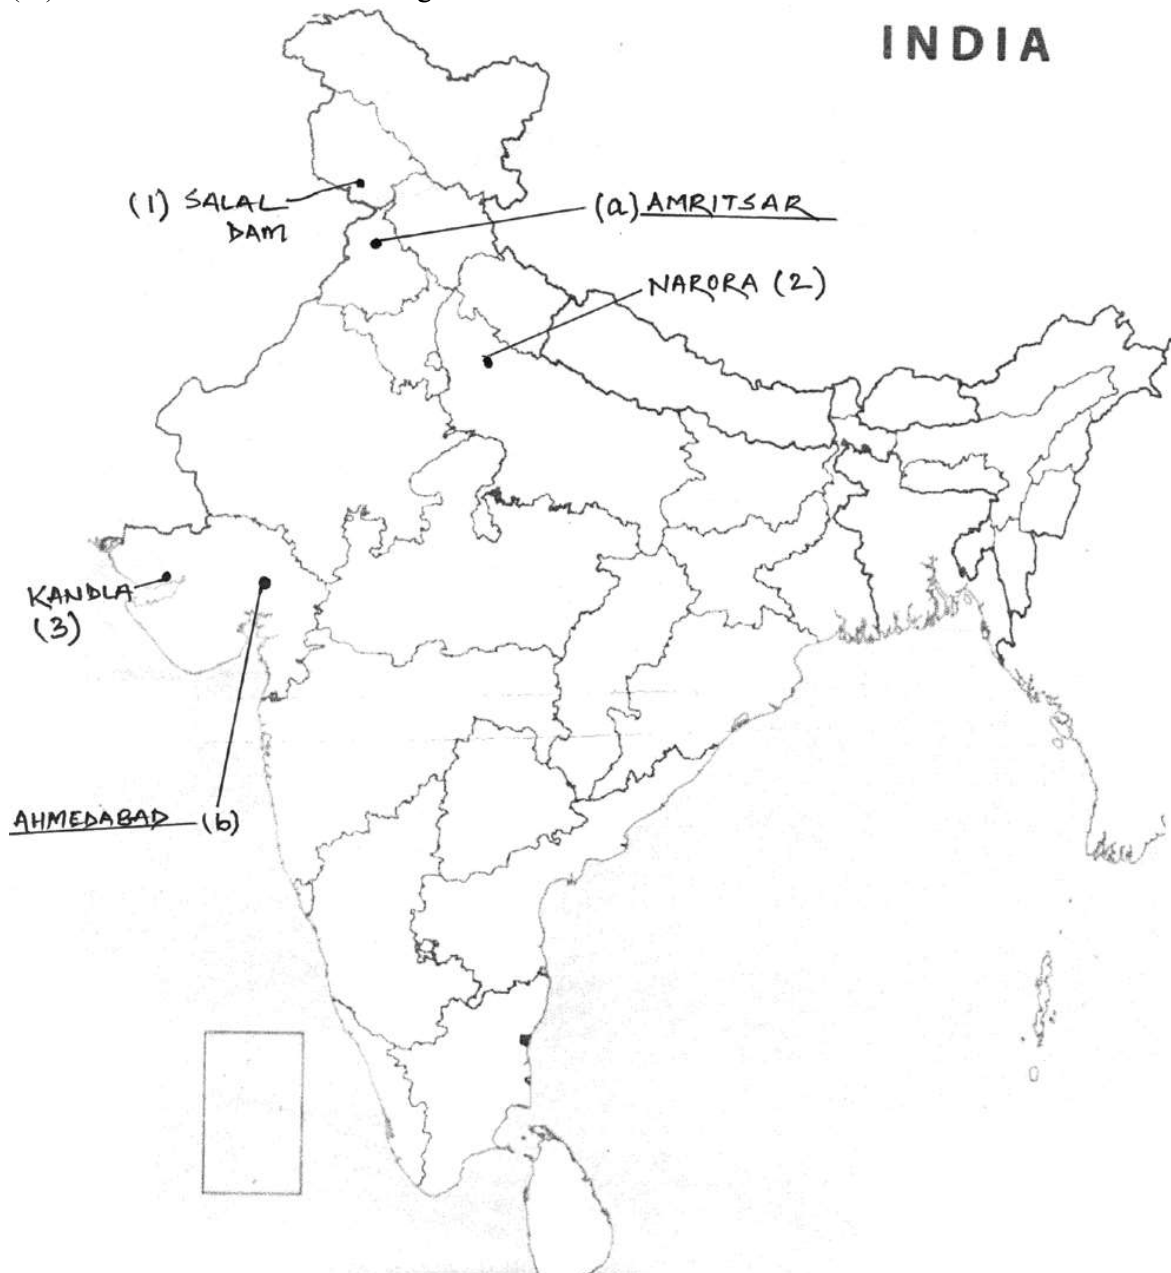 INDIA
(1) SALAL
DAM
(a) AMRITSAR
NARORA (2)
KANDLA
(3)
AHMEDABAD (b)